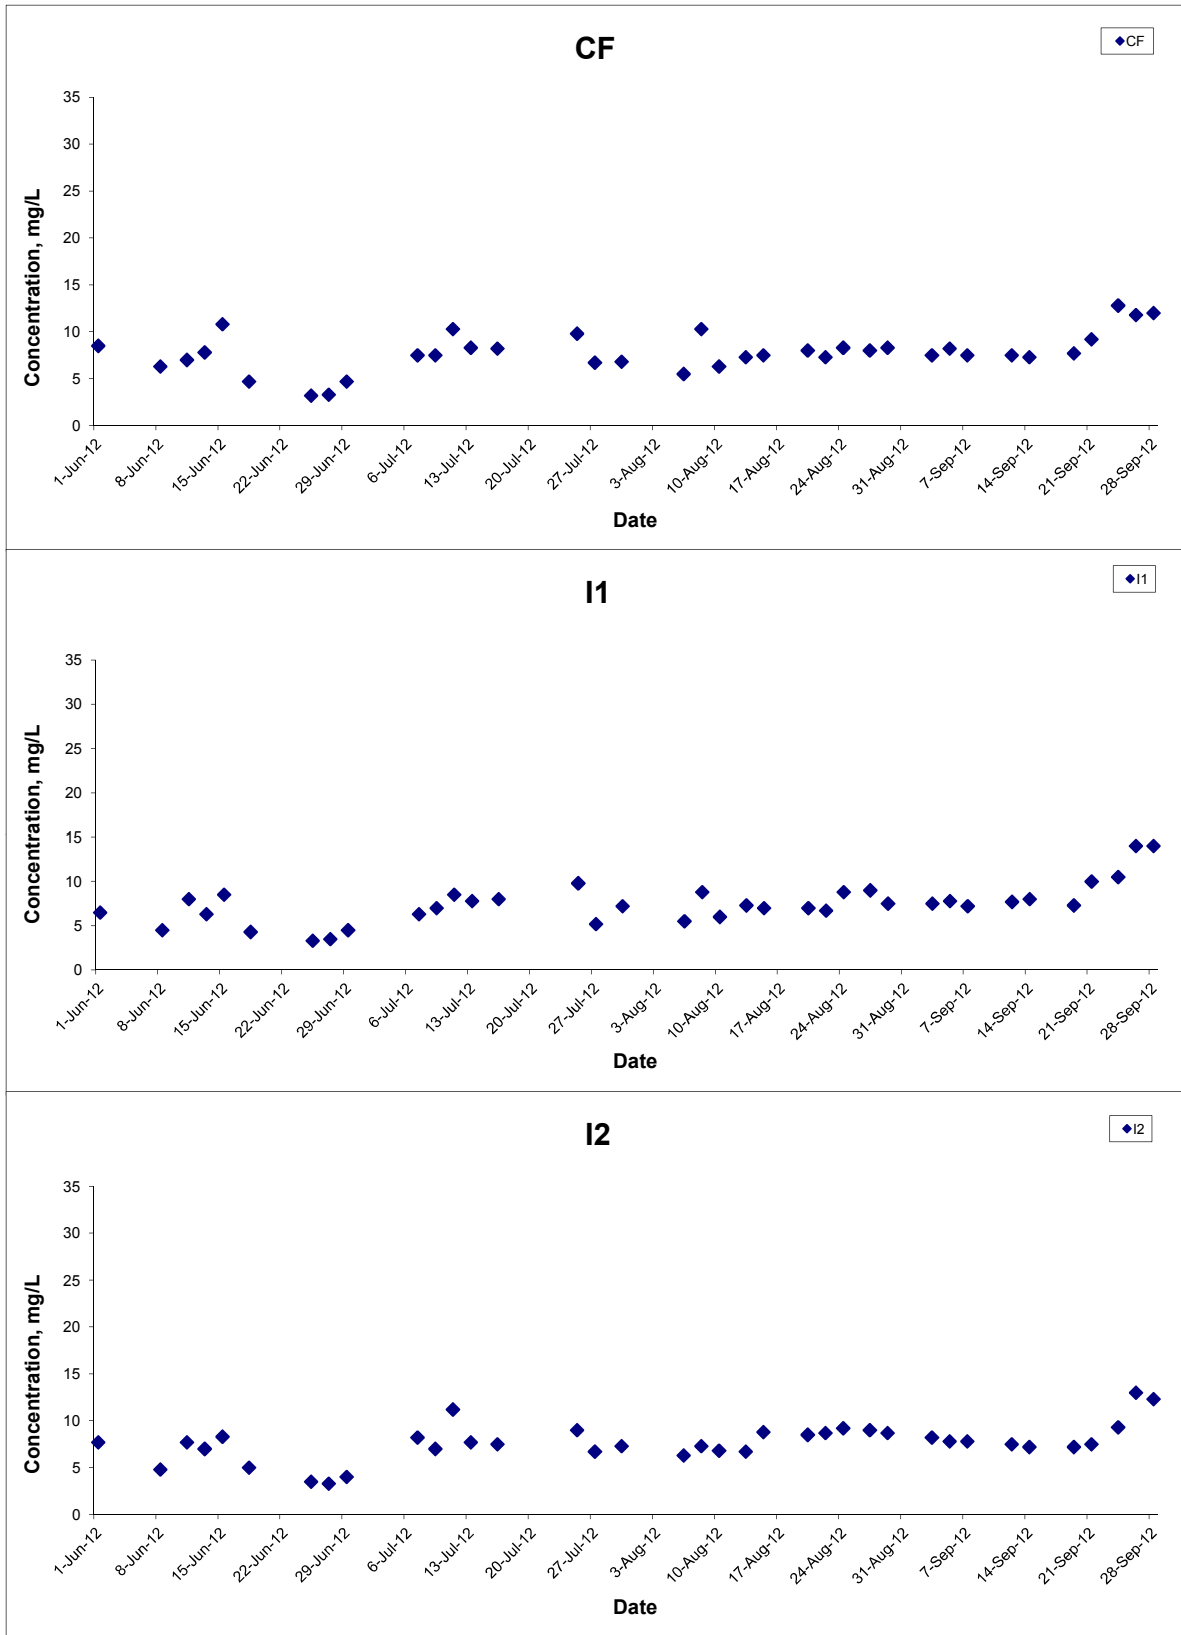 CF
CF
35
30
25
20
15
10
5
0
Concentration, mg/L
1-Jun-12
8-Jun-12
15-Jun-12
22-Jun-12
29-Jun-12
6-Jul-12
13-Jul-12
20-Jul-12
27-Jul-12
3-Aug-12
10-Aug-12
17-Aug-12
24-Aug-12
31-Aug-12
7-Sep-12
14-Sep-12
21-Sep-12
28-Sep-12
Date
I1
I1
35
30
25
20
15
10
5
0
Concentration, mg/L
1-Jun-12
8-Jun-12
15-Jun-12
22-Jun-12
29-Jun-12
6-Jul-12
13-Jul-12
20-Jul-12
27-Jul-12
3-Aug-12
10-Aug-12
17-Aug-12
24-Aug-12
31-Aug-12
7-Sep-12
14-Sep-12
21-Sep-12
28-Sep-12
Date
I2
I2
35
30
25
20
15
10
5
0
Concentration, mg/L
1-Jun-12
8-Jun-12
15-Jun-12
22-Jun-12
29-Jun-12
6-Jul-12
13-Jul-12
20-Jul-12
27-Jul-12
3-Aug-12
10-Aug-12
17-Aug-12
24-Aug-12
31-Aug-12
7-Sep-12
14-Sep-12
21-Sep-12
28-Sep-12
Date